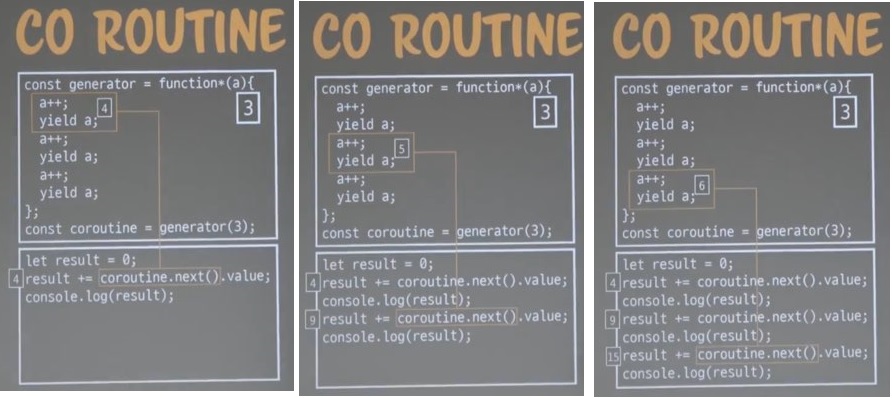 CO ROUTINE
const generator = function*(a){
a++;
yield a;
4
3
a++;
yield a;
a++;
yield a;
};
const coroutine = generator(3);
let result = 0;
4 result += coroutine.next().value;
console.log(result);
CO ROUTINE
const generator = function*(a){
a++;
yield a;
3
a++;
yield a;
5
a++;
yield a;
};
const coroutine = generator(3);
let result = 0;
4 result += coroutine.next().value;
console.log(result);
9 result += coroutine.next().value;
console.log(result);
CO ROUTINE
const generator = function*(a){
a++;
yield a;
3
a++;
yield a;
a++;
yield a;
6
};
const coroutine = generator(3);
let result = 0;
4 result += coroutine.next().value;
console.log(result);
9 result += coroutine.next().value;
console.log(result);
15 result += coroutine.next().value;
console.log(result);